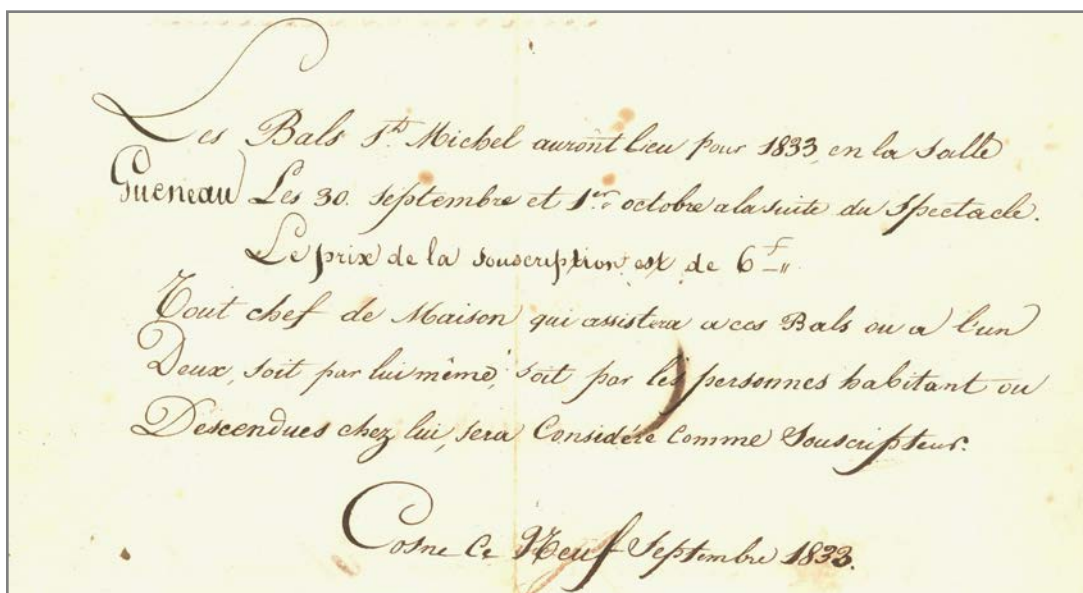 Les Bals St Michel auront lieu pour 1833, en la Salle
Gueneau Les 30. Septembre et 1er octobre a la suite du Spectacle.
Le prix de la souscription est de 6 f "
Tout chef de Maison qui assistera a ces Bals ou a l'un
Deux, soit par lui même, soit par les personnes habitant ou
Descendues chez lui, sera Considéré Comme Souscripteur.
Cosne Ce Neuf Septembre 1833.